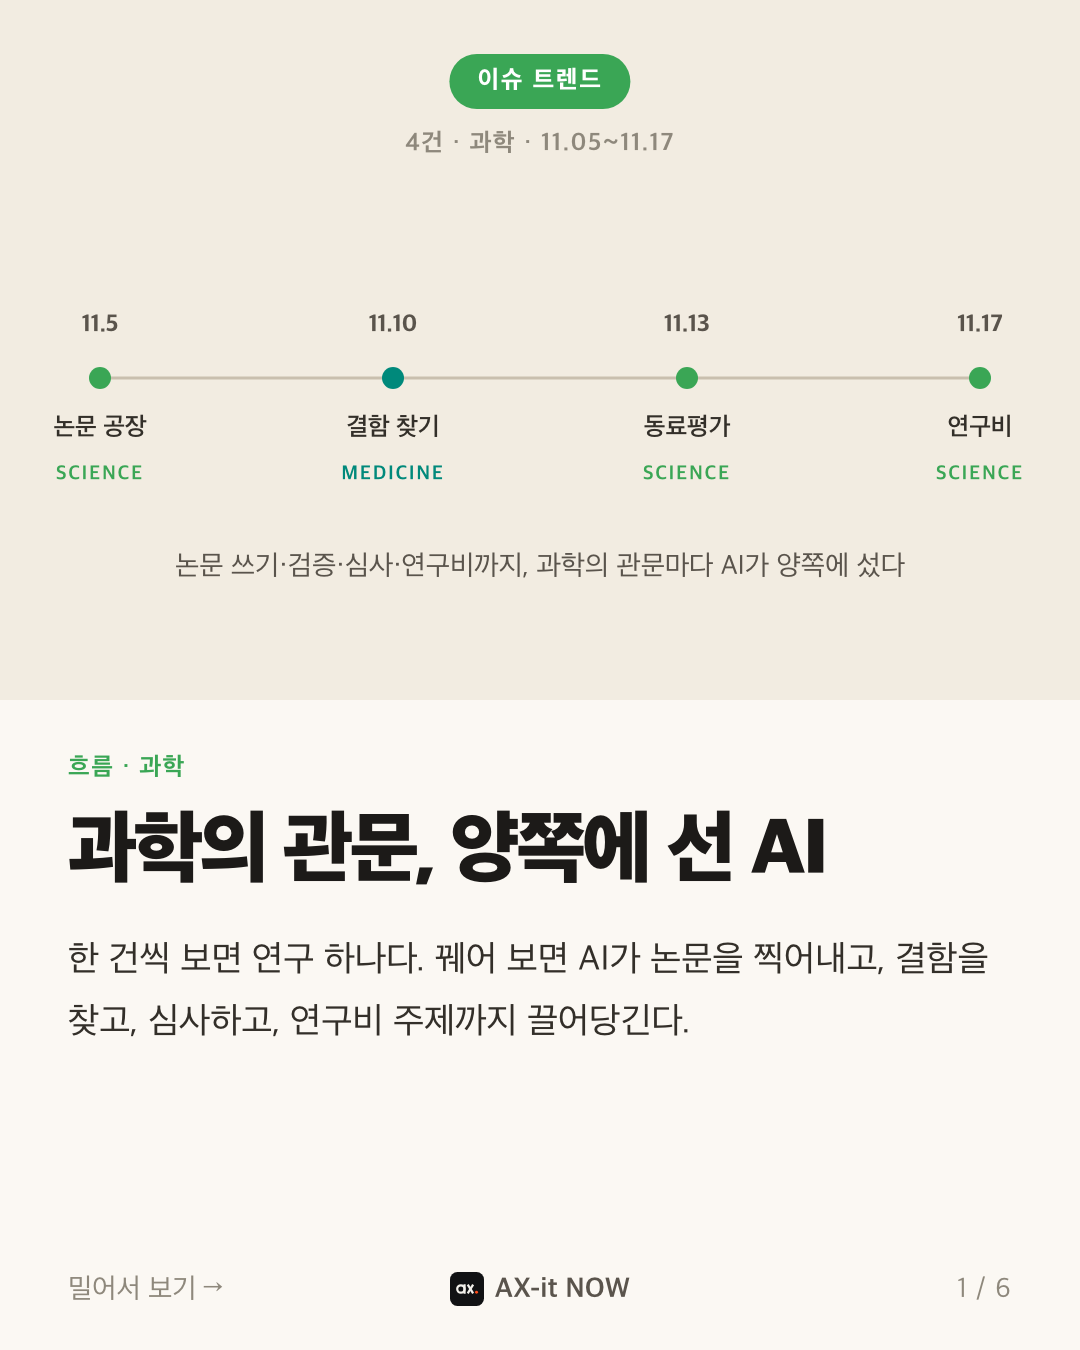 이슈 트렌드
4건 · 과학 · 11.05~11.17
11.5
11.10
11.13
11.17
논문 공장
결함 찾기
동료평가
연구비
SCIENCE
MEDICINE
SCIENCE
SCIENCE
논문 쓰기·검증·심사·연구비까지, 과학의 관문마다 AI가 양쪽에 섰다
흐름 · 과학
과학의 관문, 양쪽에 선 AI
한 건씩 보면 연구 하나다. 꿰어 보면 AI가 논문을 찍어내고, 결함을
찾고, 심사하고, 연구비 주제까지 끌어당긴다.
밀어서 보기 →
ax. AX-it NOW
1 / 6